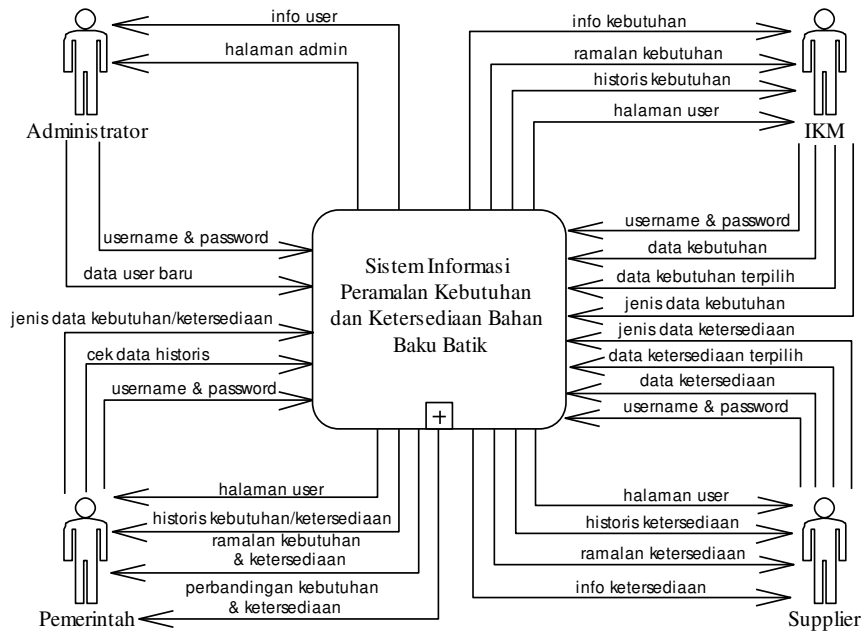 info user
halaman admin
Administrator
username & password
data user baru
info kebutuhan
ramalan kebutuhan
historis kebutuhan
halaman user
IKM
username & password
data kebutuhan
data kebutuhan terpilih
jenis data kebutuhan
Sistem Informasi
Peramalan Kebutuhan
dan Ketersediaan Bahan
Baku Batik
+
jenis data kebutuhan/ketersediaan
cek data historis
username & password
jenis data ketersediaan
data ketersediaan terpilih
data ketersediaan
username & password
halaman user
historis kebutuhan/ketersediaan
ramalan kebutuhan
& ketersediaan
perbandingan kebutuhan
& ketersediaan
Pemerintah
halaman user
historis ketersediaan
ramalan ketersediaan
info ketersediaan
Supplier